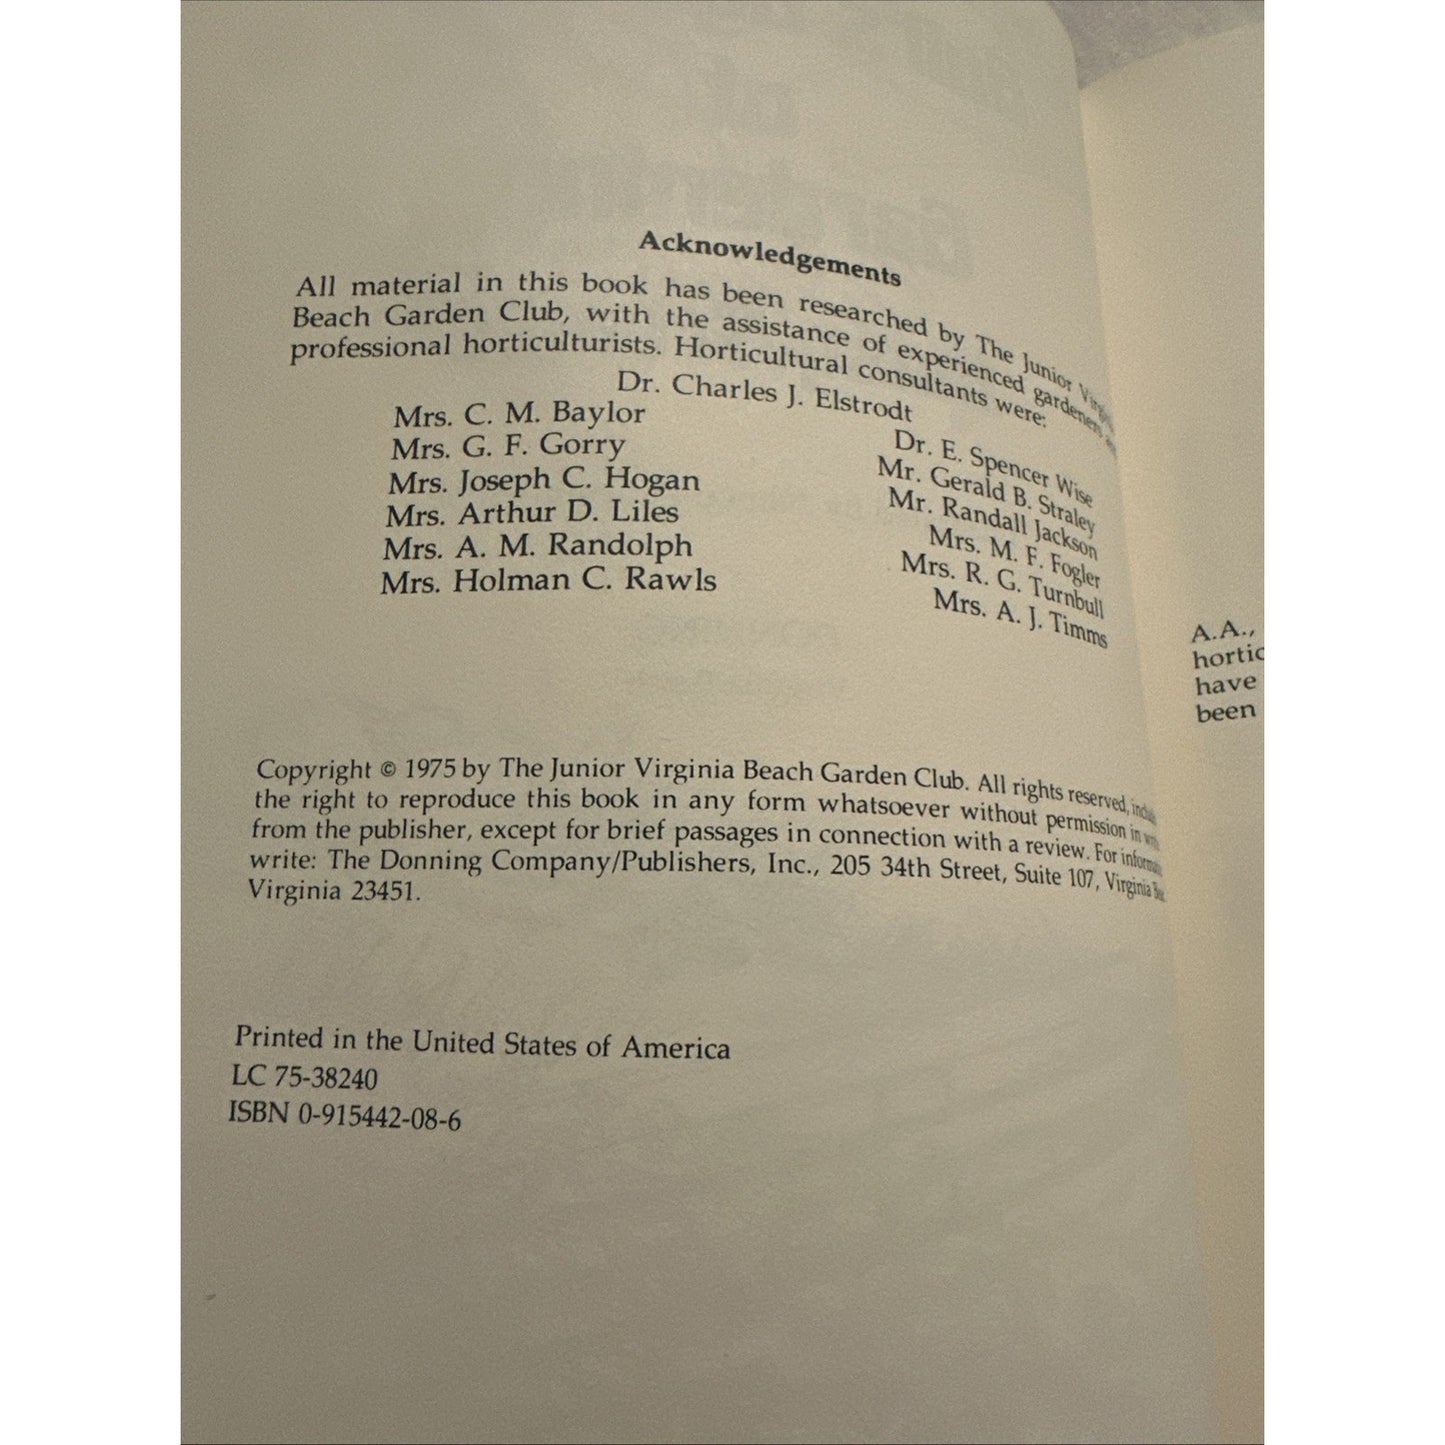 Acknowledgements
All material in this book has been researched by The Junior Virginia
Beach Garden Club, with the assistance of experienced gardeners
professional horticulturists. Horticultural consultants were:
Dr. Charles J. Elstrodt
Mrs. C. M. Baylor
Mrs. G. F. Gorry
Mrs. Joseph C. Hogan
Mrs. Arthur D. Liles
Mrs. A. M. Randolph
Mrs. Holman C. Rawls
Dr. E. Spencer Wise
Mr. Gerald B. Straley
Mr. Randall Jackson
Mrs. M. F. Fogler
Mrs. R. G. Turnbull
Mrs. A. J. Timms
Copyright © 1975 by The Junior Virginia Beach Garden Club. All rights reserved,
the right to reproduce this book in any form whatsoever without permission in
from the publisher, except for brief passages in connection with a review. For
write: The Donning Company/Publishers, Inc., 205 34th Street, Suite 107, Virginia
Virginia 23451.
Printed in the United States of America
LC 75-38240
ISBN 0-915442-08-6
A.A.,
hortic
have
been